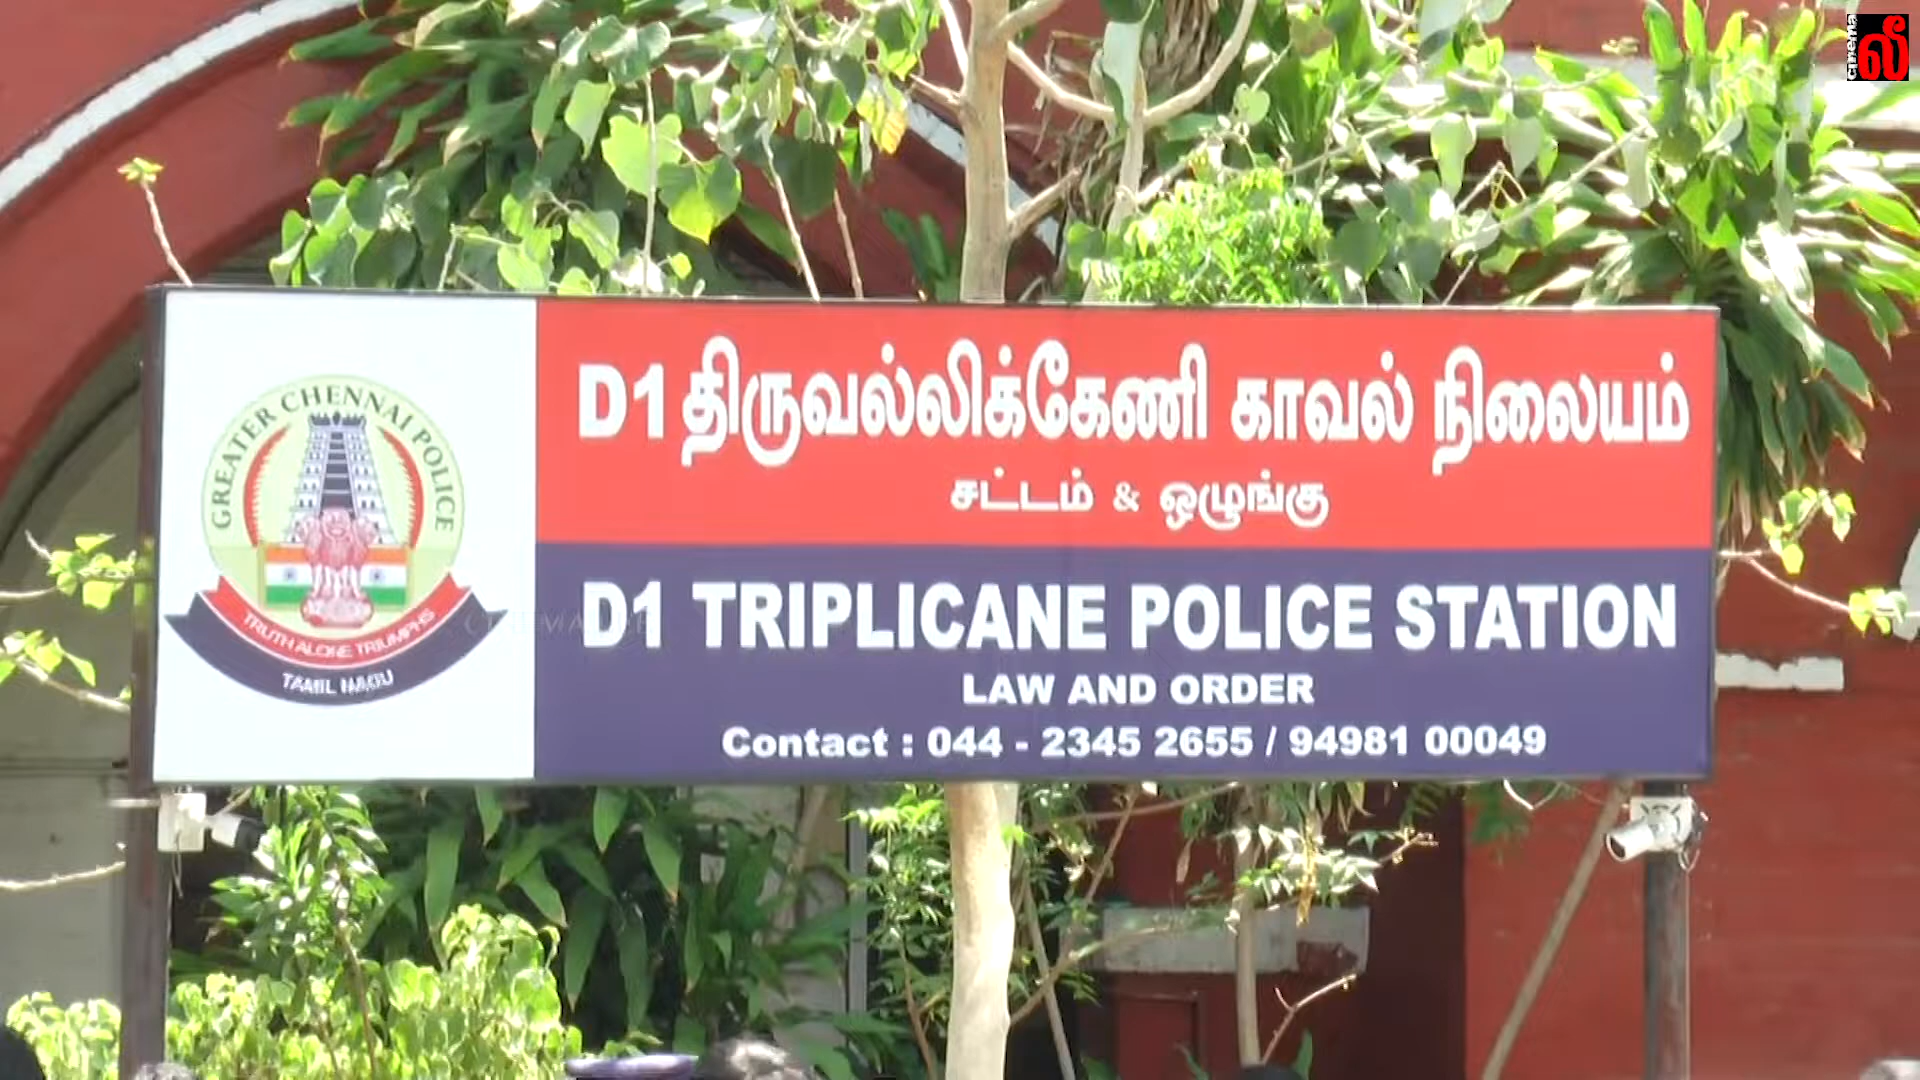 cinema
லீ
GREATER CHENNAI POLICE
TRUTH ALONE TRIUMPHS
TAMIL NADU
D1 திருவல்லிக்கேணி காவல் நிலையம்
சட்டம் & ஒழுங்கு
D1 TRIPLICANE POLICE STATION
LAW AND ORDER
Contact : 044 - 2345 2655 / 94981 00049